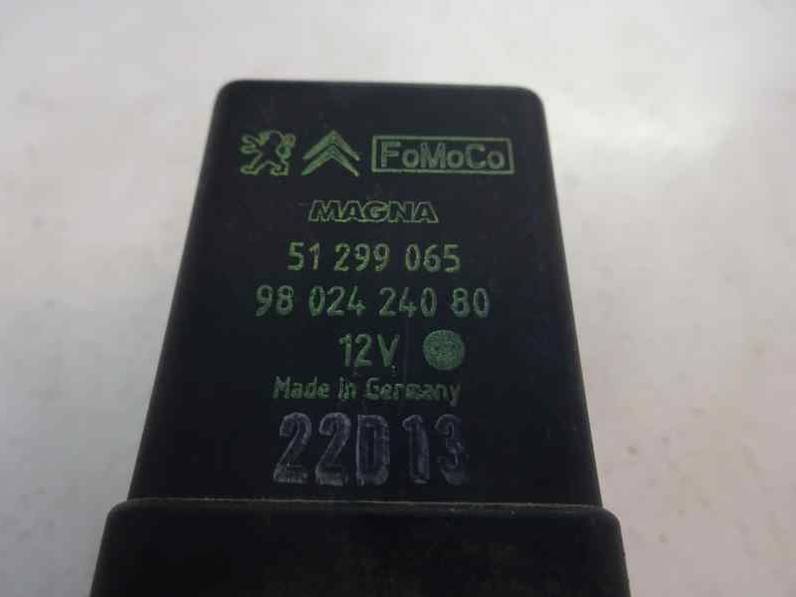 FoMoCo
MAGNA
51 299 065
98 024 240 80
12V
Made in Germany
22D13